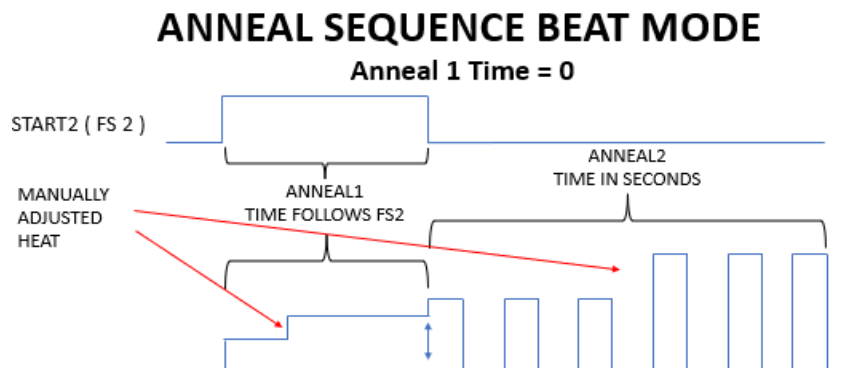 ANNEAL SEQUENCE BEAT MODE
Anneal 1 Time = 0
START2 ( FS 2 )
ANNEAL2
TIME IN SECONDS
MANUALLY
ADJUSTED
HEAT
ANNEAL1
TIME FOLLOWS FS2